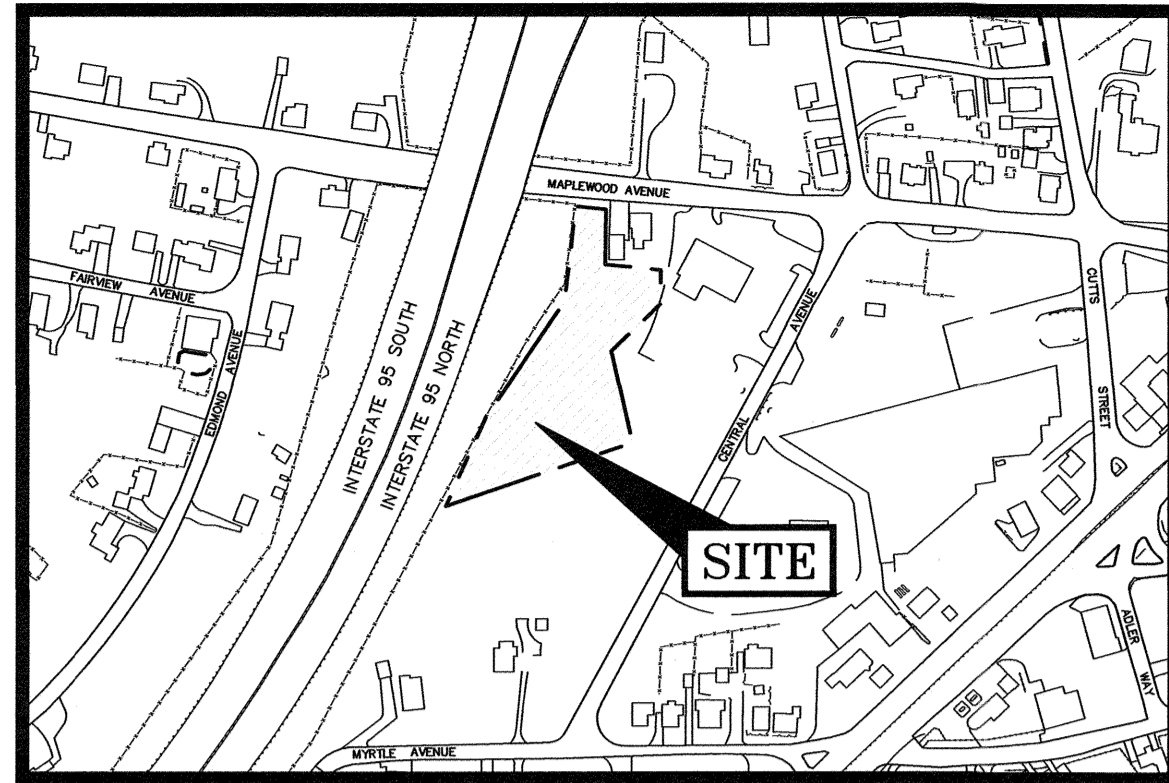 MAPLEWOOD AVENUE
FAIRVIEW AVENUE
EDMOND AVENUE
INTERSTATE 95 SOUTH
INTERSTATE 95 NORTH
CENTRAL AVENUE
CUTTS STREET
SITE
ADLER WAY
MYRTLE AVENUE